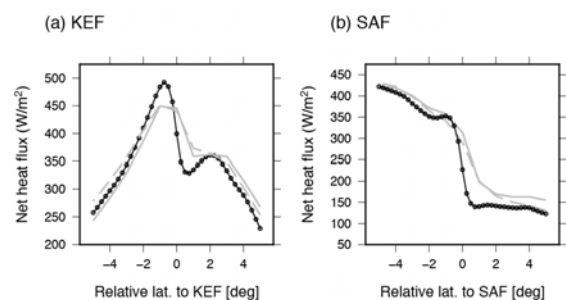 (a) KEF
(b) SAF
Net heat flux (W/m²)
500
450
400
350
300
250
200
−4 −2 0 2 4
Relative lat. to KEF [deg]
Net heat flux (W/m²)
450
400
350
300
250
200
150
100
50
−4 −2 0 2 4
Relative lat. to SAF [deg]